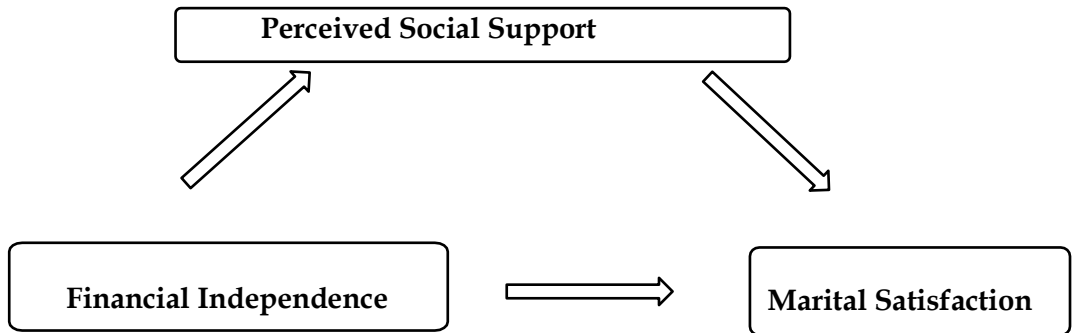 Perceived Social Support
Financial Independence
Marital Satisfaction